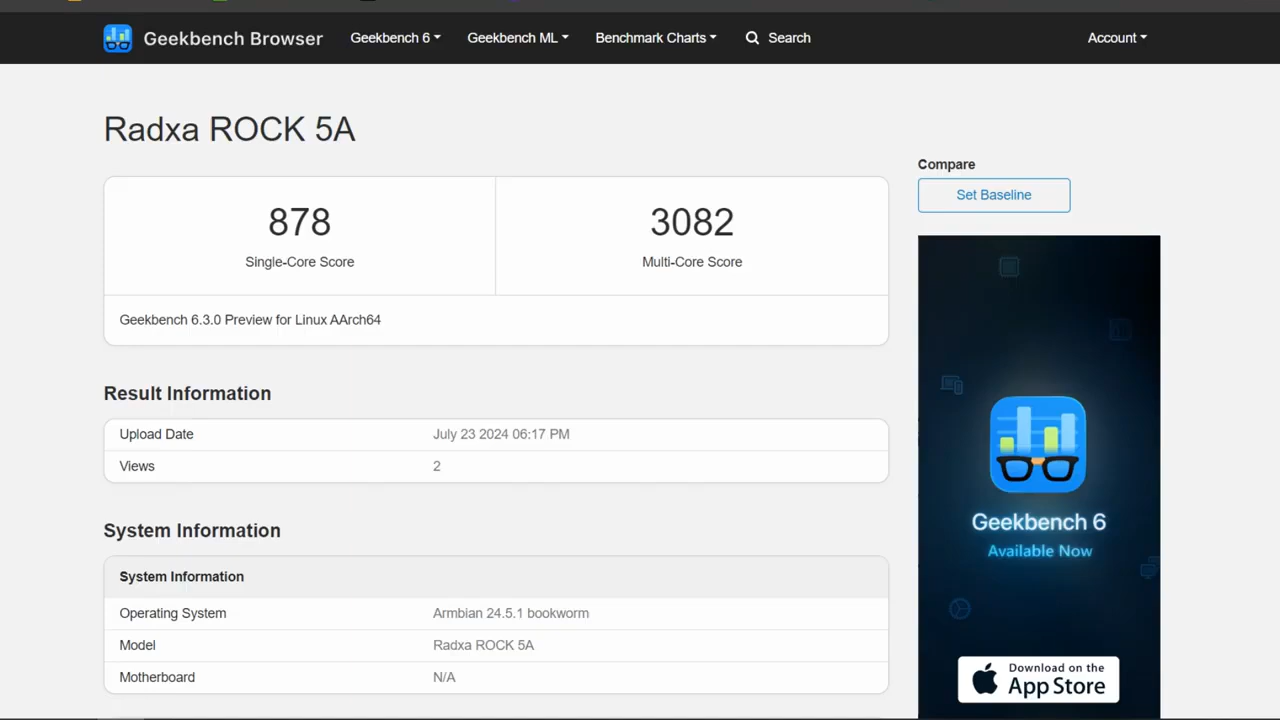 Geekbench Browser Geekbench 6 Geekbench ML Benchmark Charts Search Account
Radxa ROCK 5A
878 3082
Single-Core Score Multi-Core Score
Geekbench 6.3.0 Preview for Linux AArch64
Result Information
Upload Date July 23 2024 06:17 PM
Views 2
System Information
System Information
Operating System Armbian 24.5.1 bookworm
Model Radxa ROCK 5A
Motherboard N/A
Compare
Set Baseline
Geekbench 6
Available Now
Download on the
App Store